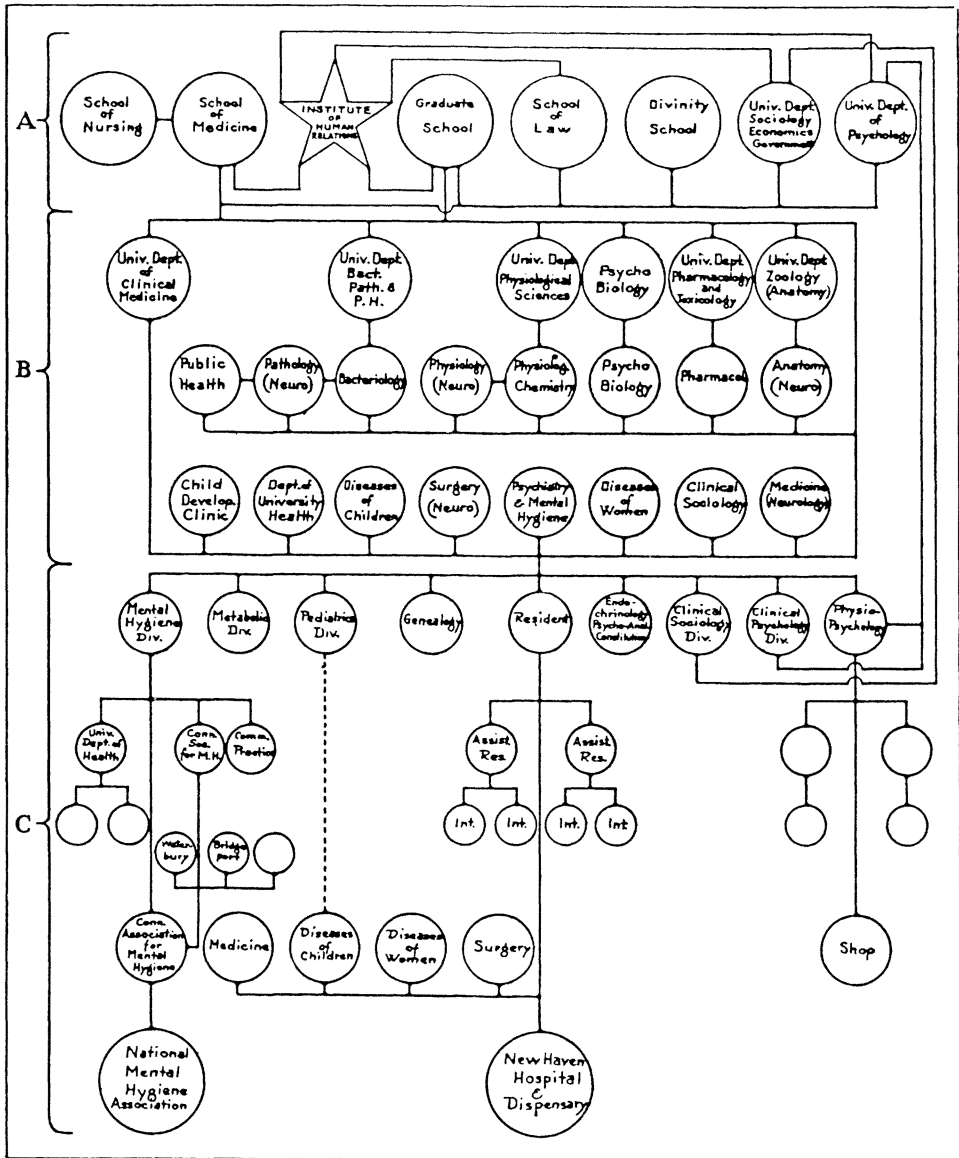 A
School
of
Nursing
School
of
Medicine
INSTITUTE
OF
HUMAN
RELATIONS
Graduate
School
School
of
Law
Divinity
School
Univ. Dept.
Sociology
Economics
Government
Univ. Dept.
of
Psychology
B
Univ. Dept.
of
Clinical
Medicine
Univ. Dept.
Bact.
Path. &
P. H.
Univ. Dept.
Physiological
Sciences
Psycho
Biology
Univ. Dept.
Pharmacology
and
Toxicology
Univ. Dept.
Zoology
(Anatomy)
Public
Health
Pathology
(Neuro)
Bacteriology
Physiology
(Neuro)
Physiolog.
Chemistry
Psycho
Biology
Pharmacol.
Anatomy
(Neuro)
Child
Develop.
Clinic
Dept. of
University
Health
Diseases
of
Children
Surgery
(Neuro)
Psychiatry
& Mental
Hygiene
Diseases
of
Women
Clinical
Sociology
Medicine
(Neurology)
C
Mental
Hygiene
Div.
Metabolic
Div.
Pediatrics
Div.
Genealogy
Resident
Endo-
chrinology
Psycho-Anal.
Constitution
Clinical
Sociology
Div.
Clinical
Psychology
Div.
Physio-
Psychology
Univ.
Dept. of
Health
Conn.
Soc.
for M.H.
Comm.
Practice
Assist.
Res.
Assist.
Res.
Int.
Int.
Int.
Int.
Water-
bury
Bridge
port
Conn.
Association
for
Mental
Hygiene
Medicine
Diseases
of
Children
Diseases
of
Women
Surgery
Shop
National
Mental
Hygiene
Association
New Haven
Hospital
&
Dispensary